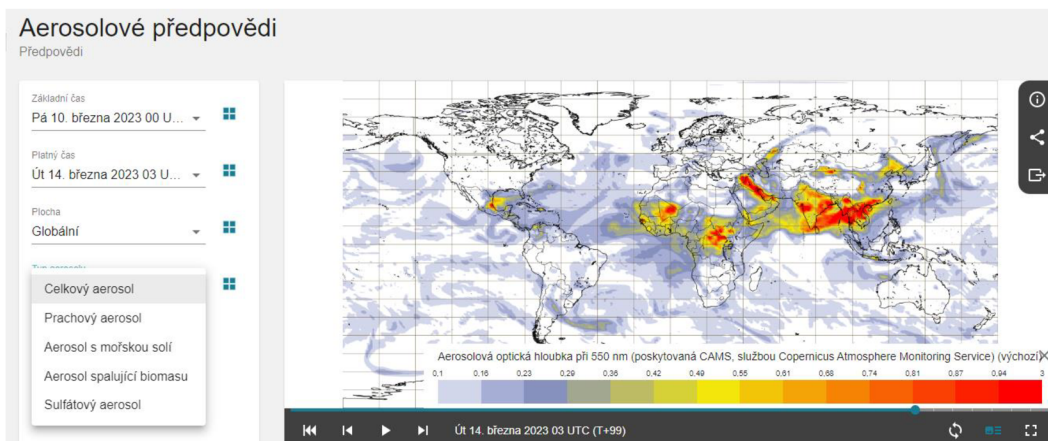 Aerosolové předpovědi
Předpovědi
Základní čas
Pá 10. března 2023 00 U...
Platný čas
Út 14. března 2023 03 U...
Plocha
Globální
Typ aerosolu
Celkový aerosol
Prachový aerosol
Aerosol s mořskou solí
Aerosol spalující biomasu
Sulfátový aerosol
Aerosolová optická hloubka při 550 nm (poskytovaná CAMS, službou Copernicus Atmosphere Monitoring Service) (výchozí)
0.1 0.16 0.23 0.29 0.36 0.42 0.49 0.55 0.61 0.68 0.74 0.81 0.87 0.94 3
Út 14. března 2023 03 UTC (T+99)